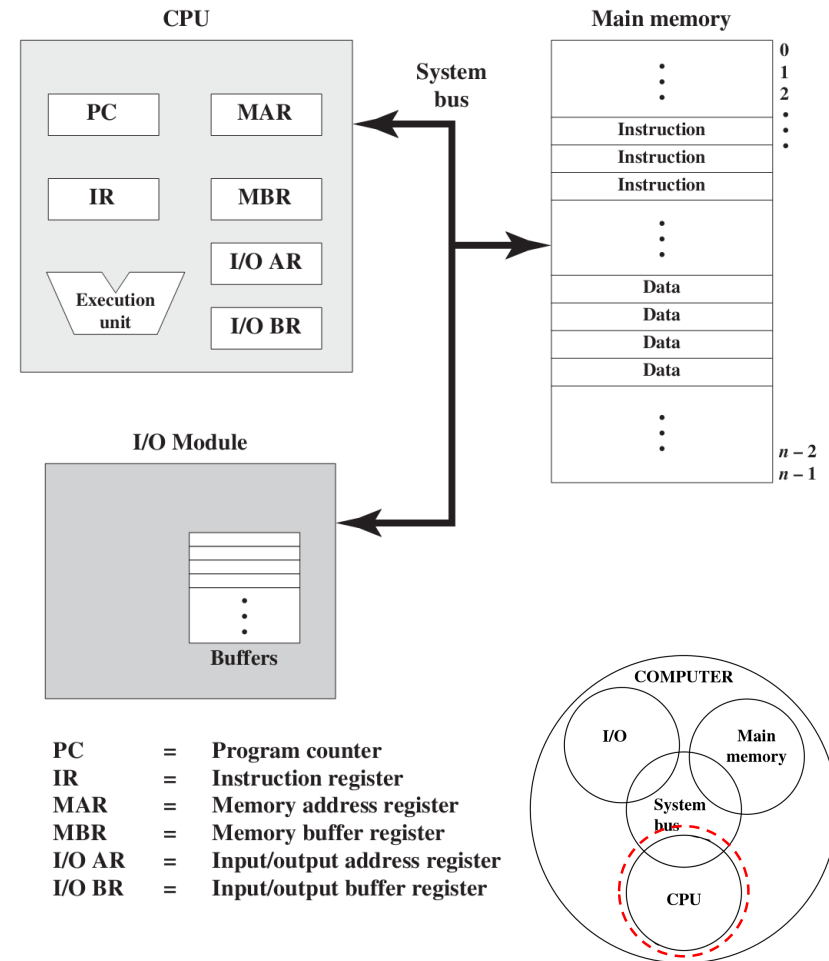 CPU
System
bus
Main memory
PC
MAR
IR
MBR
I/O AR
I/O BR
Execution
unit
0
1
2
Instruction
Instruction
Instruction
Data
Data
Data
Data
n – 2
n – 1
I/O Module
Buffers
PC = Program counter
IR = Instruction register
MAR = Memory address register
MBR = Memory buffer register
I/O AR = Input/output address register
I/O BR = Input/output buffer register
COMPUTER
I/O
Main
memory
System
bus
CPU